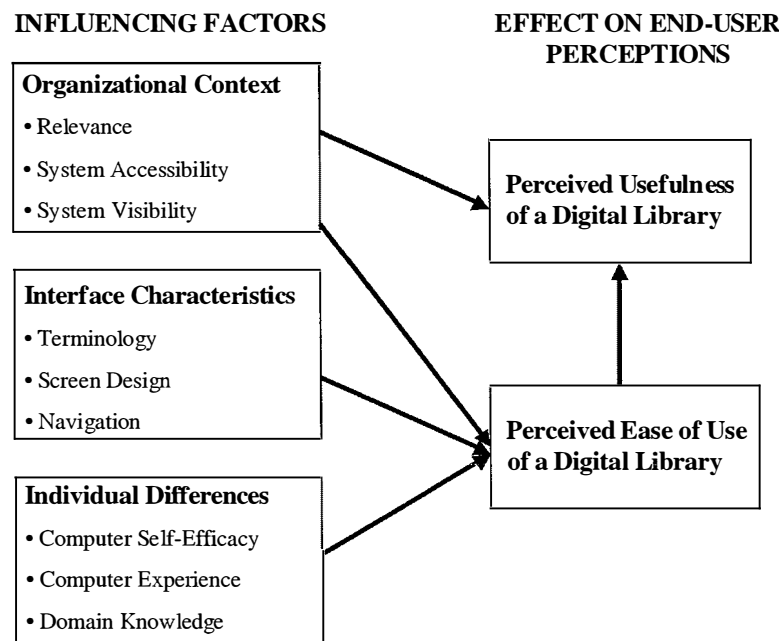 INFLUENCING FACTORS
EFFECT ON END-USER
PERCEPTIONS
Organizational Context
• Relevance
• System Accessibility
• System Visibility
Perceived Usefulness
of a Digital Library
Interface Characteristics
• Terminology
• Screen Design
• Navigation
Perceived Ease of Use
of a Digital Library
Individual Differences
• Computer Self-Efficacy
• Computer Experience
• Domain Knowledge